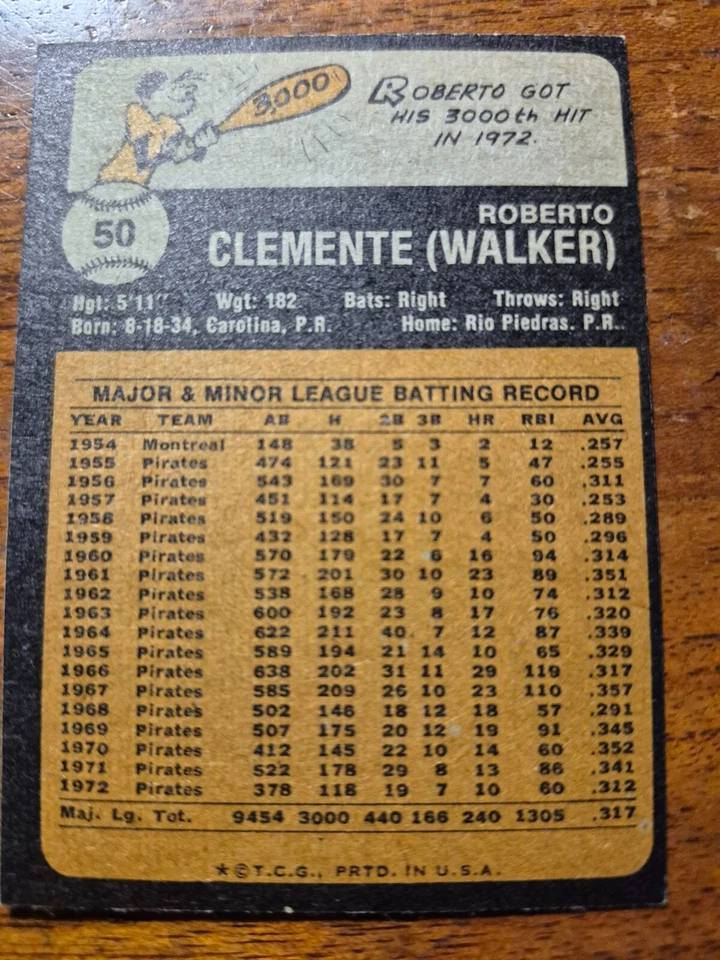 3,000
ROBERTO GOT
HIS 3000th HIT
IN 1972.
50
ROBERTO
CLEMENTE (WALKER)
Hgt: 5'11" Wgt: 182 Bats: Right Throws: Right
Born: 8-18-34, Carolina, P.R. Home: Rio Piedras, P.R.
MAJOR & MINOR LEAGUE BATTING RECORD
YEAR TEAM AB H 2B 3B HR RBI AVG
1954 Montreal 148 38 5 3 2 12 .257
1955 Pirates 474 121 23 11 5 47 .255
1956 Pirates 543 169 30 7 7 60 .311
1957 Pirates 451 114 17 7 4 30 .253
1958 Pirates 519 150 24 10 6 50 .289
1959 Pirates 432 128 17 7 4 50 .296
1960 Pirates 570 179 22 6 16 94 .314
1961 Pirates 572 201 30 10 23 89 .351
1962 Pirates 538 168 28 9 10 74 .312
1963 Pirates 600 192 23 8 17 76 .320
1964 Pirates 622 211 40 7 12 87 .339
1965 Pirates 589 194 21 14 10 65 .329
1966 Pirates 638 202 31 11 29 119 .317
1967 Pirates 585 209 26 10 23 110 .357
1968 Pirates 502 146 18 12 18 57 .291
1969 Pirates 507 175 20 12 19 91 .345
1970 Pirates 412 145 22 10 14 60 .352
1971 Pirates 522 178 29 8 13 86 .341
1972 Pirates 378 118 19 7 10 60 .312
Maj. Lg. Tot. 9454 3000 440 166 240 1305 .317
*©T.C.G., PRTD. IN U.S.A.